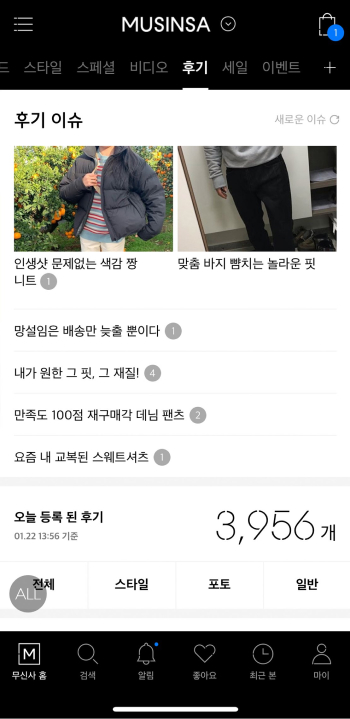 MUSINSA
1
드 스타일 스페셜 비디오 후기 세일 이벤트 +
후기 이슈
새로운 이슈
인생샷 문제없는 색감 짱
니트 1
맞춤 바지 뺨치는 놀라운 핏
망설임은 배송만 늦출 뿐이다 1
내가 원한 그 핏, 그 재질! 4
만족도 100점 재구매각 데님 팬츠 2
요즘 내 교복된 스웨트셔츠 1
오늘 등록 된 후기
01.22 13:56 기준
3,956 개
ALL
전체 스타일 포토 일반
M
무신사 홈 검색 알림 좋아요 최근 본 마이